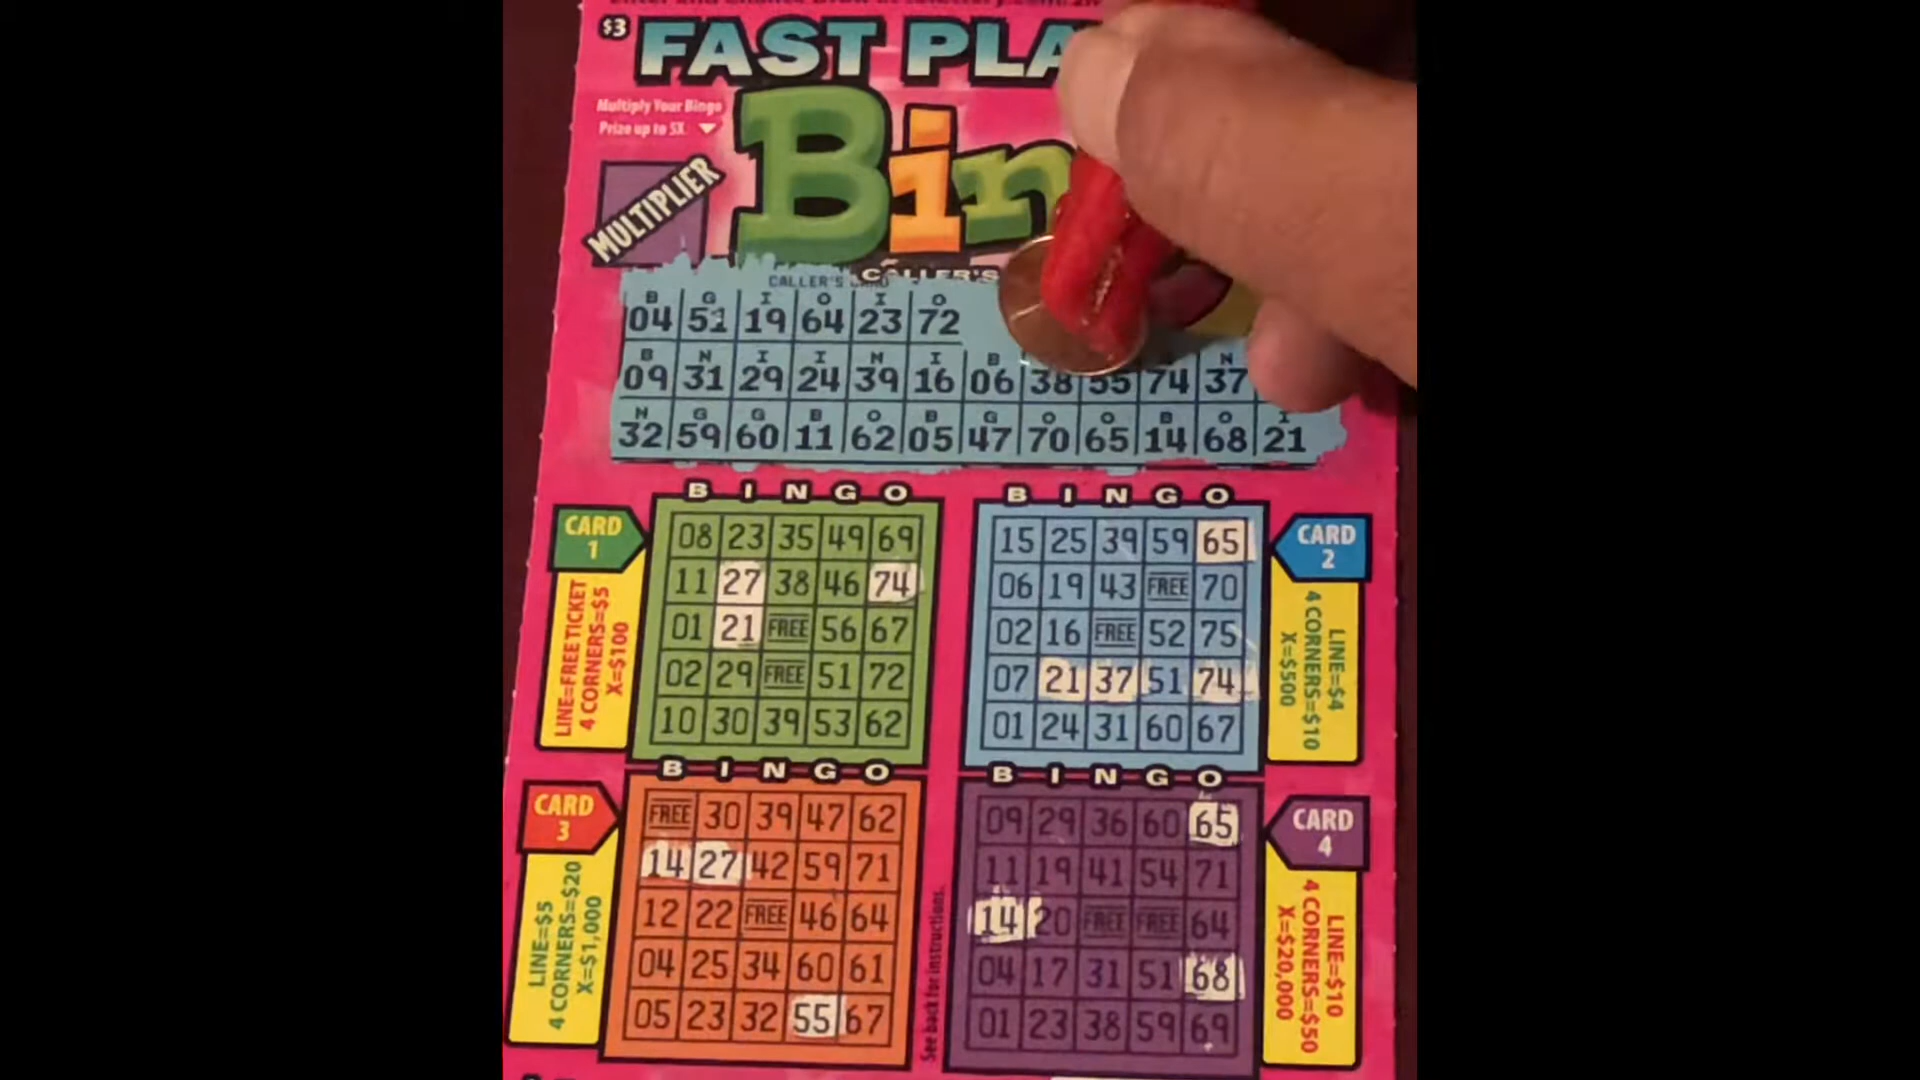 $3
FAST PLA
Multiply Your Bingo
Prize up to 5X
MULTIPLIER
Bin
CALLER'S
CALLER'S CARD
B G I O I O
04 51 19 64 23 72
B N I I N I B N
09 31 29 24 39 16 06 38 55 74 37
N G G B O B G O O B O I
32 59 60 11 62 05 47 70 65 14 68 21
B I N G O
CARD 1
LINE=FREE TICKET
4 CORNERS=$5
X=$100
08 23 35 49 69
11 27 38 46 74
01 21 FREE 56 67
02 29 FREE 51 72
10 30 39 53 62
B I N G O
CARD 2
LINE=$4
4 CORNERS=$10
X=$500
15 25 39 59 65
06 19 43 FREE 70
02 16 FREE 52 75
07 21 37 51 74
01 24 31 60 67
B I N G O
CARD 3
LINE=$5
4 CORNERS=$20
X=$1,000
FREE 30 39 47 62
14 27 42 59 71
12 22 FREE 46 64
04 25 34 60 61
05 23 32 55 67
See back for instructions.
B I N G O
CARD 4
LINE=$10
4 CORNERS=$50
X=$20,000
09 29 36 60 65
11 19 41 54 71
14 20 FREE FREE 64
04 17 31 51 68
01 23 38 59 69